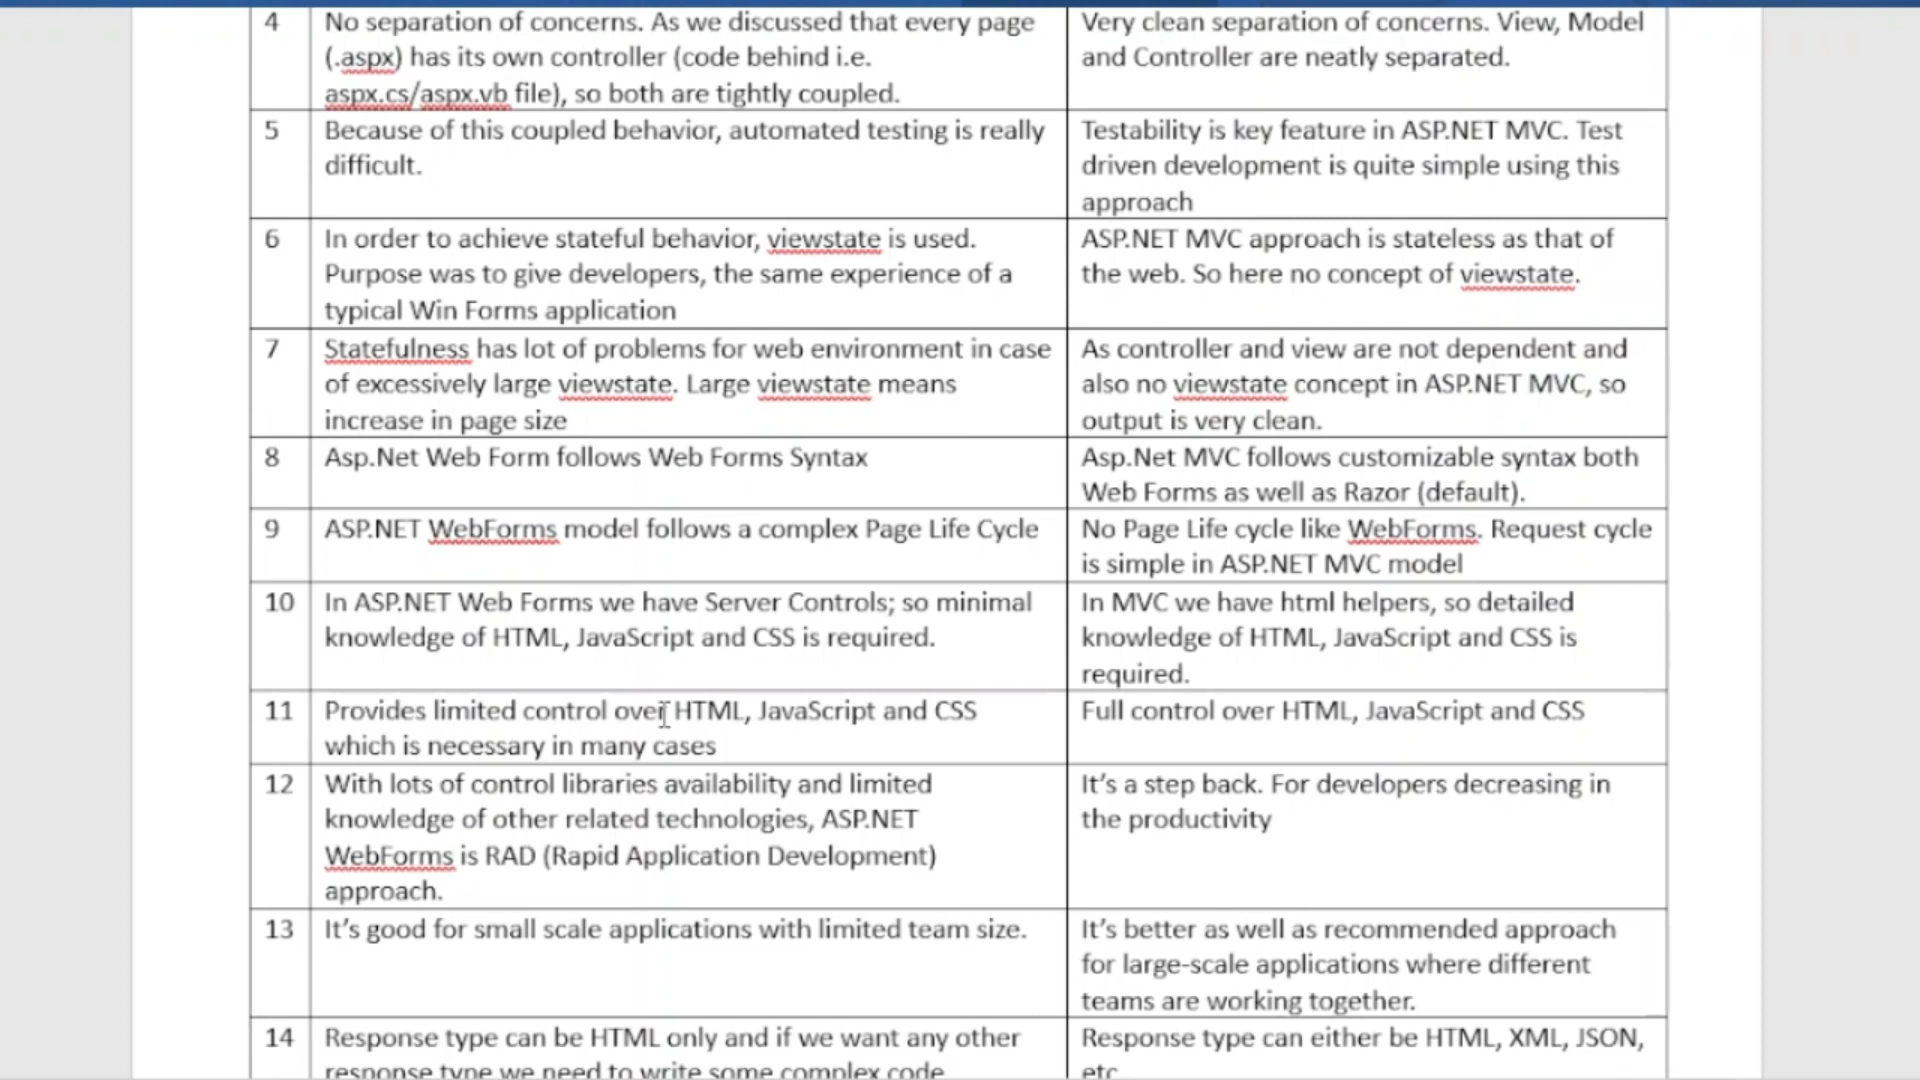 4
No separation of concerns. As we discussed that every page
(.aspx) has its own controller (code behind i.e.
aspx.cs/aspx.vb file), so both are tightly coupled.
Very clean separation of concerns. View, Model
and Controller are neatly separated.
5
Because of this coupled behavior, automated testing is really
difficult.
Testability is key feature in ASP.NET MVC. Test
driven development is quite simple using this
approach
6
In order to achieve stateful behavior, viewstate is used.
Purpose was to give developers, the same experience of a
typical Win Forms application
ASP.NET MVC approach is stateless as that of
the web. So here no concept of viewstate.
7
Statefulness has lot of problems for web environment in case
of excessively large viewstate. Large viewstate means
increase in page size
As controller and view are not dependent and
also no viewstate concept in ASP.NET MVC, so
output is very clean.
8
Asp.Net Web Form follows Web Forms Syntax
Asp.Net MVC follows customizable syntax both
Web Forms as well as Razor (default).
9
ASP.NET WebForms model follows a complex Page Life Cycle
No Page Life cycle like WebForms. Request cycle
is simple in ASP.NET MVC model
10
In ASP.NET Web Forms we have Server Controls; so minimal
knowledge of HTML, JavaScript and CSS is required.
In MVC we have html helpers, so detailed
knowledge of HTML, JavaScript and CSS is
required.
11
Provides limited control over HTML, JavaScript and CSS
which is necessary in many cases
Full control over HTML, JavaScript and CSS
12
With lots of control libraries availability and limited
knowledge of other related technologies, ASP.NET
WebForms is RAD (Rapid Application Development)
approach.
It’s a step back. For developers decreasing in
the productivity
13
It’s good for small scale applications with limited team size.
It’s better as well as recommended approach
for large-scale applications where different
teams are working together.
14
Response type can be HTML only and if we want any other
response type we need to write some complex code
Response type can either be HTML, XML, JSON,
etc